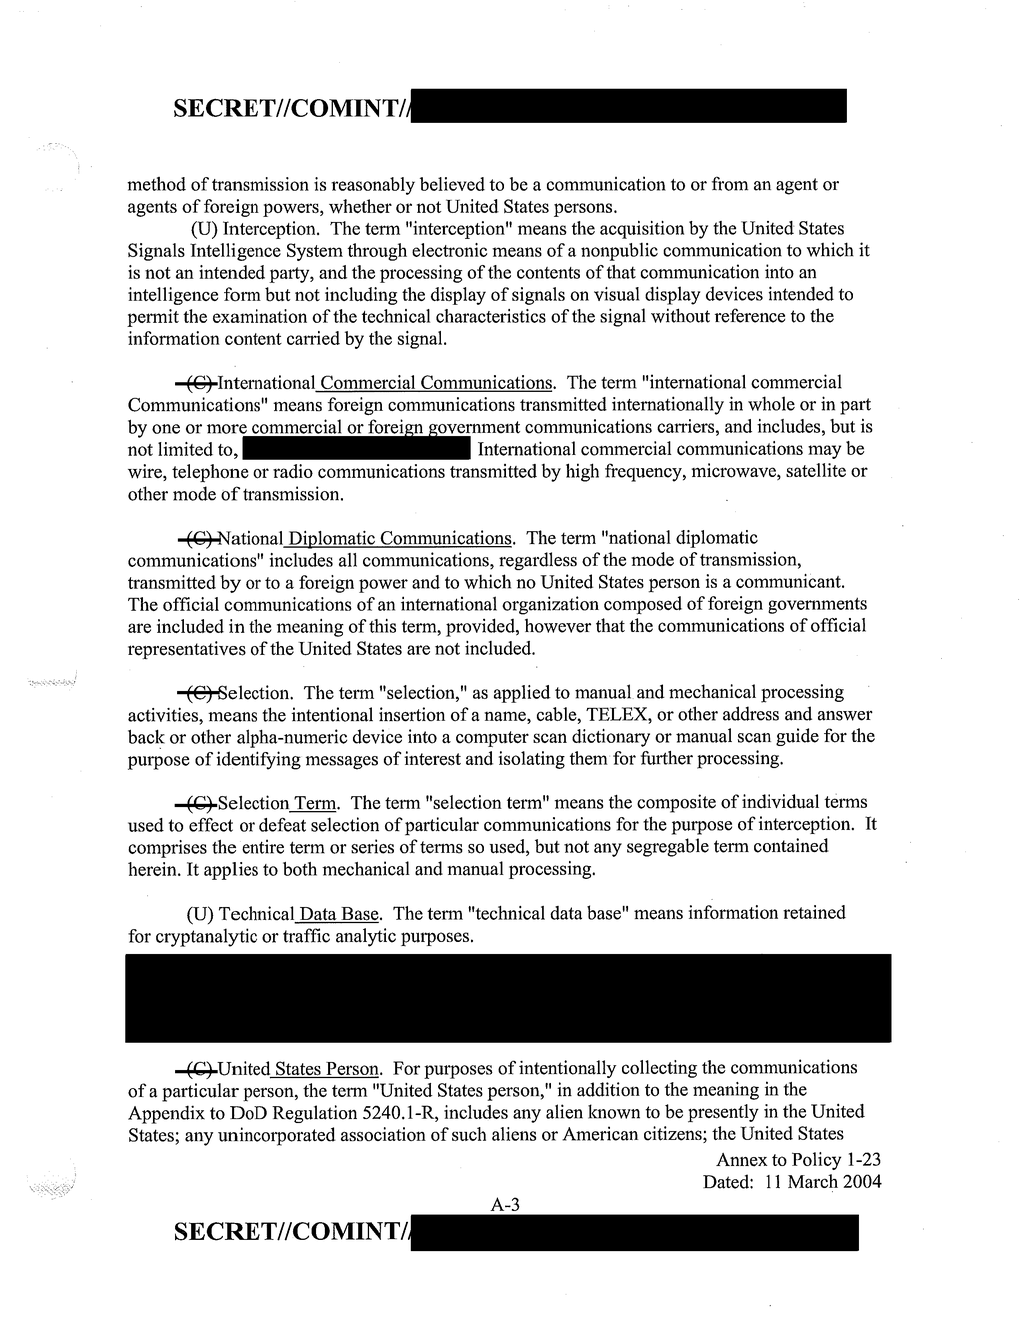 SECRET//COMINT//
method of transmission is reasonably believed to be a communication to or from an agent or
agents of foreign powers, whether or not United States persons.
(U) Interception. The term "interception" means the acquisition by the United States
Signals Intelligence System through electronic means of a nonpublic communication to which it
is not an intended party, and the processing of the contents of that communication into an
intelligence form but not including the display of signals on visual display devices intended to
permit the examination of the technical characteristics of the signal without reference to the
information content carried by the signal.
(C) International Commercial Communications. The term "international commercial
Communications" means foreign communications transmitted internationally in whole or in part
by one or more commercial or foreign government communications carriers, and includes, but is
not limited to, International commercial communications may be
wire, telephone or radio communications transmitted by high frequency, microwave, satellite or
other mode of transmission.
(C) National Diplomatic Communications. The term "national diplomatic
communications" includes all communications, regardless of the mode of transmission,
transmitted by or to a foreign power and to which no United States person is a communicant.
The official communications of an international organization composed of foreign governments
are included in the meaning of this term, provided, however that the communications of official
representatives of the United States are not included.
(C) Selection. The term "selection," as applied to manual and mechanical processing
activities, means the intentional insertion of a name, cable, TELEX, or other address and answer
back or other alpha-numeric device into a computer scan dictionary or manual scan guide for the
purpose of identifying messages of interest and isolating them for further processing.
(C) Selection Term. The term "selection term" means the composite of individual terms
used to effect or defeat selection of particular communications for the purpose of interception. It
comprises the entire term or series of terms so used, but not any segregable term contained
herein. It applies to both mechanical and manual processing.
(U) Technical Data Base. The term "technical data base" means information retained
for cryptanalytic or traffic analytic purposes.
(C) United States Person. For purposes of intentionally collecting the communications
of a particular person, the term "United States person," in addition to the meaning in the
Appendix to DoD Regulation 5240.1-R, includes any alien known to be presently in the United
States; any unincorporated association of such aliens or American citizens; the United States
Annex to Policy 1-23
Dated: 11 March 2004
A-3
SECRET//COMINT//